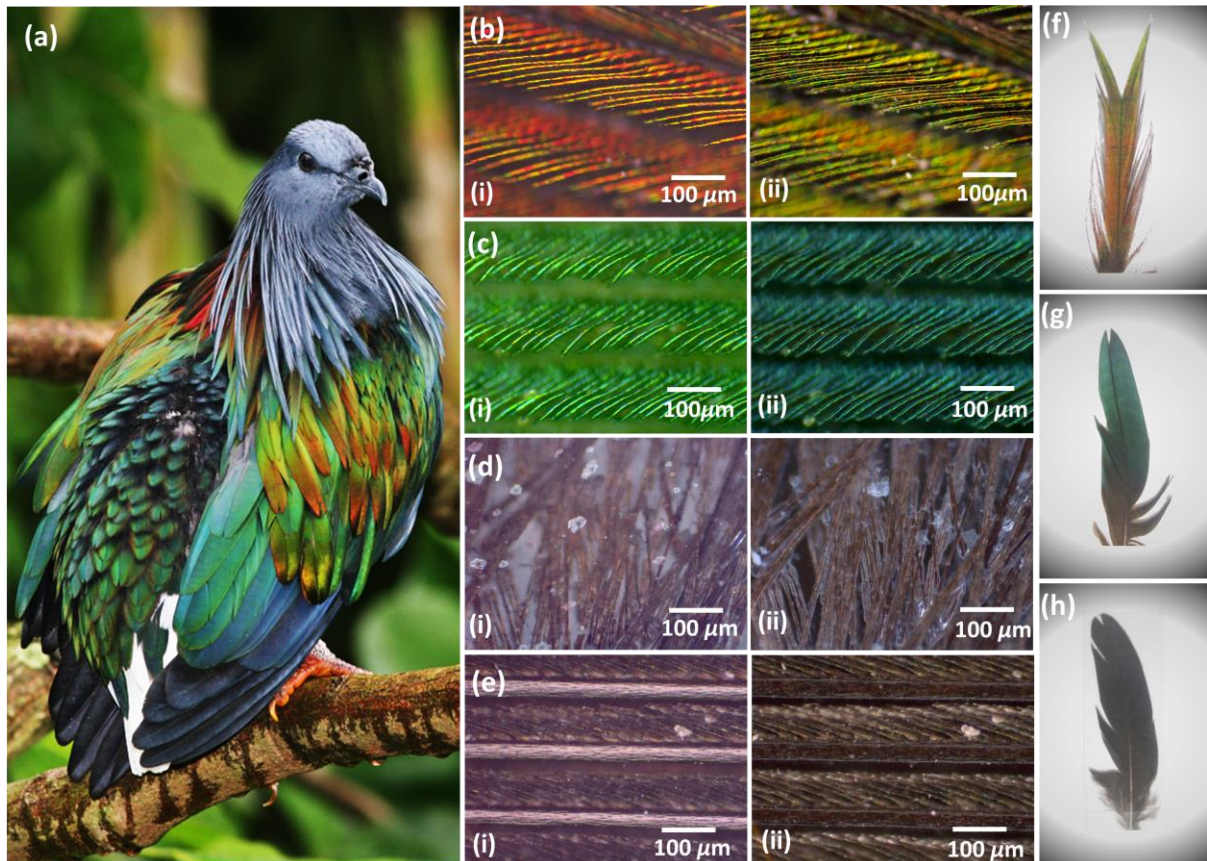 (a)
(b)
(i)
100 µm
(ii)
100µm
(c)
(i)
100µm
(ii)
100 µm
(d)
(i)
100 µm
(ii)
100 µm
(e)
(i)
100 µm
(ii)
100 µm
(f)
(g)
(h)